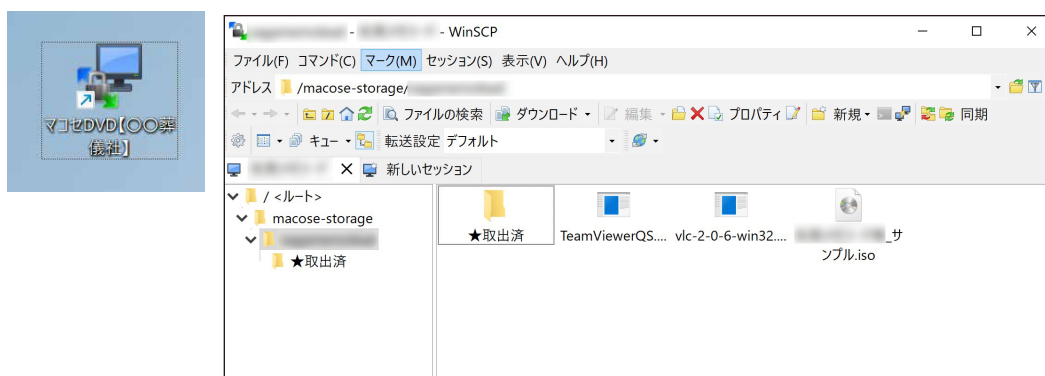 マコセDVD【〇〇葬
儀社】
- - WinSCP
ファイル(F) コマンド(C) マーク(M) セッション(S) 表示(V) ヘルプ(H)
アドレス /macose-storage/
ファイルの検索 ダウンロード 編集 プロパティ 新規 同期
キュー 転送設定 デフォルト
新しいセッション
/ <ルート>
macose-storage
★取出済
★取出済 TeamViewerQS.... vlc-2-0-6-win32.... _サ
ンプル.iso